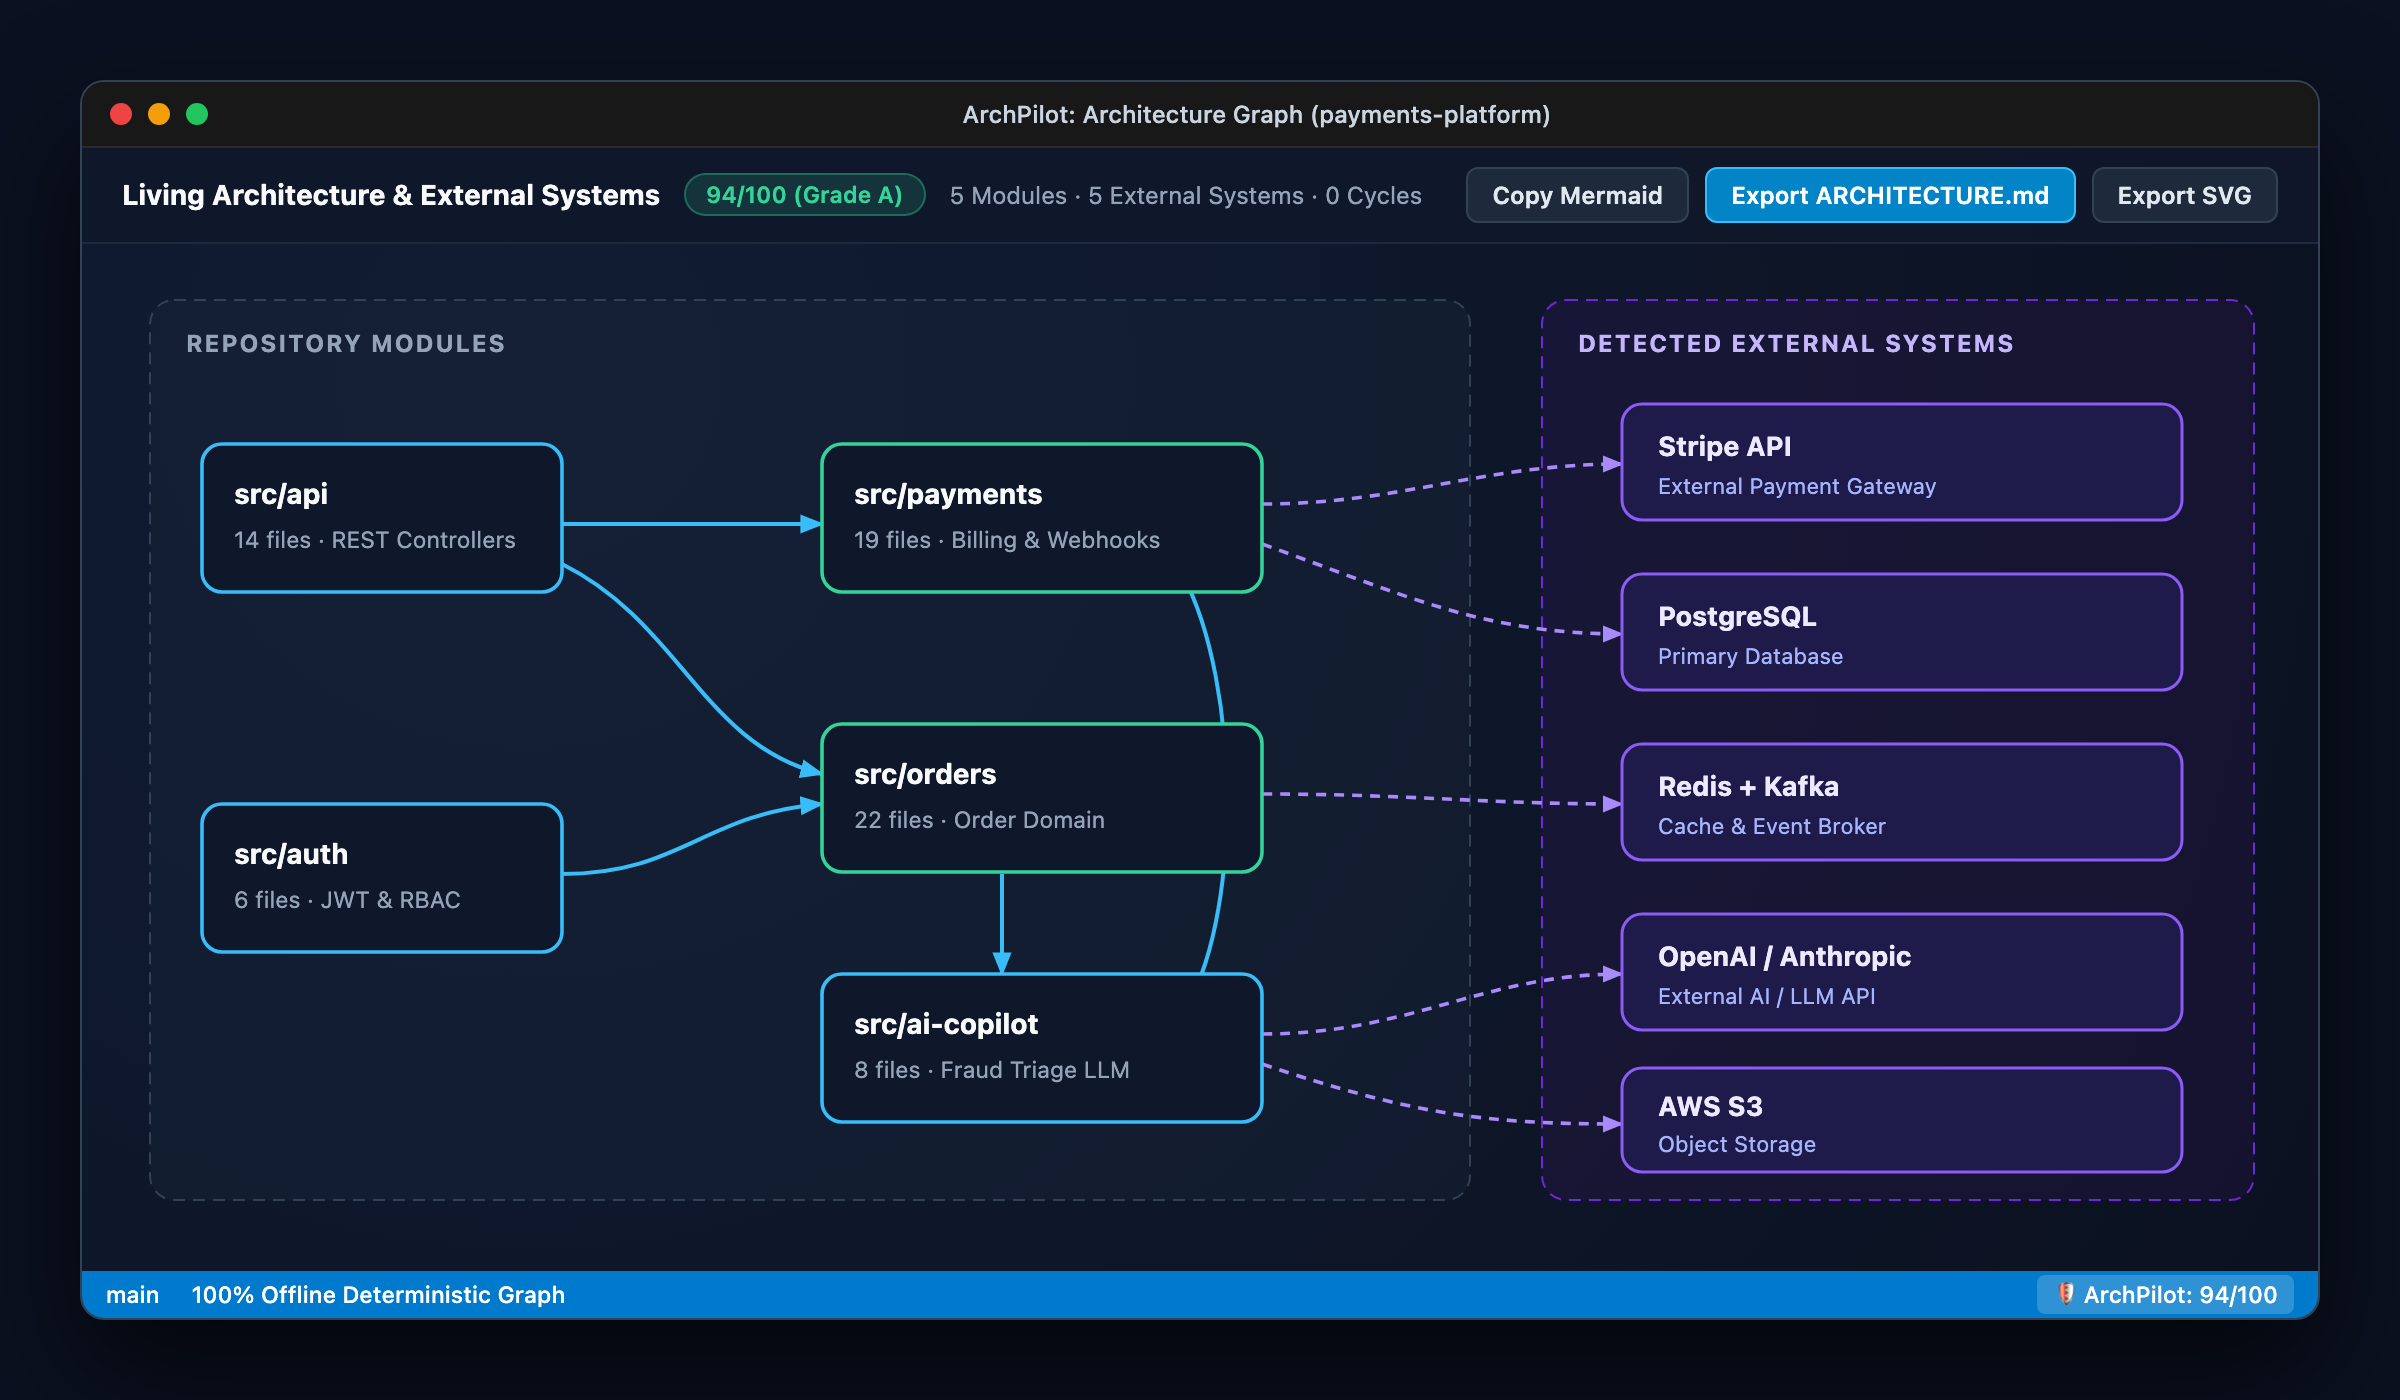 ArchPilot: Architecture Graph (payments-platform)
Living Architecture & External Systems
94/100 (Grade A)
5 Modules · 5 External Systems · 0 Cycles
Copy Mermaid
Export ARCHITECTURE.md
Export SVG
REPOSITORY MODULES
src/api
14 files · REST Controllers
src/auth
6 files · JWT & RBAC
src/payments
19 files · Billing & Webhooks
src/orders
22 files · Order Domain
src/ai-copilot
8 files · Fraud Triage LLM
DETECTED EXTERNAL SYSTEMS
Stripe API
External Payment Gateway
PostgreSQL
Primary Database
Redis + Kafka
Cache & Event Broker
OpenAI / Anthropic
External AI / LLM API
AWS S3
Object Storage
main
100% Offline Deterministic Graph
ArchPilot: 94/100